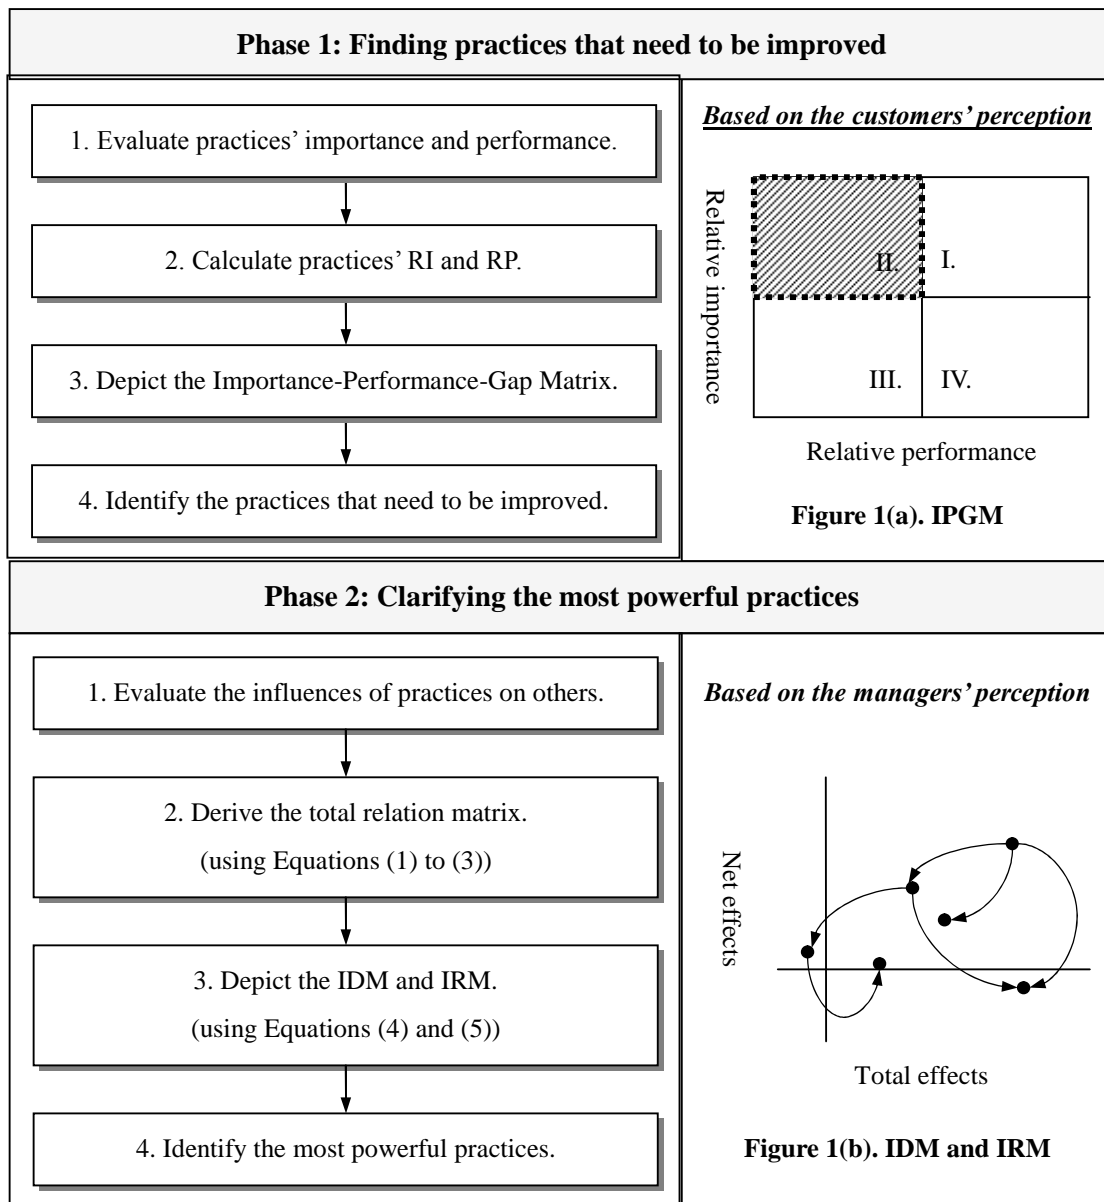 Phase 1: Finding practices that need to be improved
1. Evaluate practices’ importance and performance.
2. Calculate practices’ RI and RP.
3. Depict the Importance-Performance-Gap Matrix.
4. Identify the practices that need to be improved.
Based on the customers’ perception
Relative importance
II.
I.
III.
IV.
Relative performance
Figure 1(a). IPGM
Phase 2: Clarifying the most powerful practices
1. Evaluate the influences of practices on others.
2. Derive the total relation matrix.
(using Equations (1) to (3))
3. Depict the IDM and IRM.
(using Equations (4) and (5))
4. Identify the most powerful practices.
Based on the managers’ perception
Net effects
Total effects
Figure 1(b). IDM and IRM